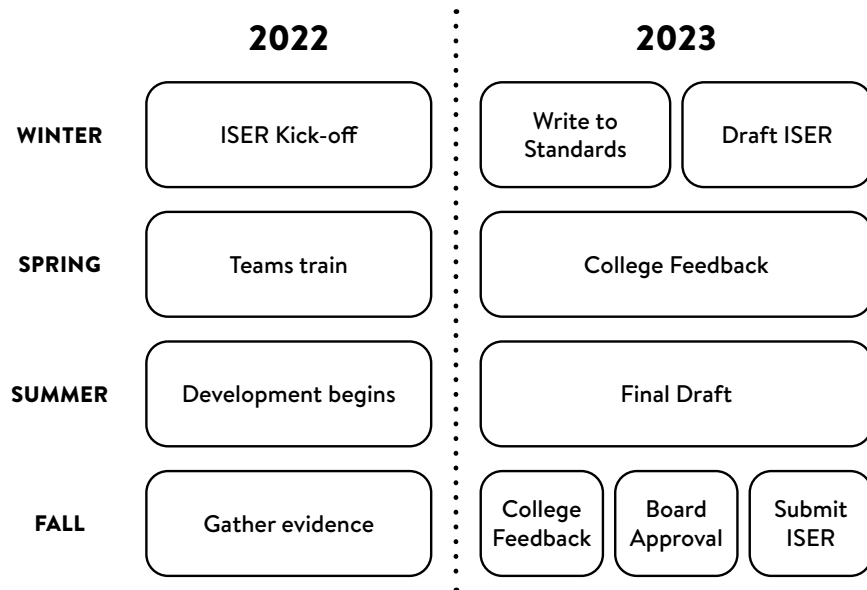 2022
2023
WINTER
ISER Kick-off
Write to
Standards
Draft ISER
SPRING
Teams train
College Feedback
SUMMER
Development begins
Final Draft
FALL
Gather evidence
College
Feedback
Board
Approval
Submit
ISER